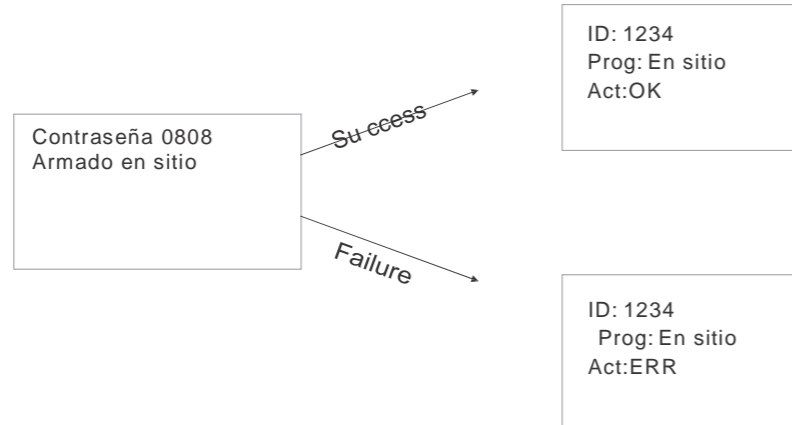 Contraseña 0808
Armado en sitio
Su ccess
Failure
ID: 1234
Prog: En sitio
Act:OK
ID: 1234
Prog: En sitio
Act:ERR